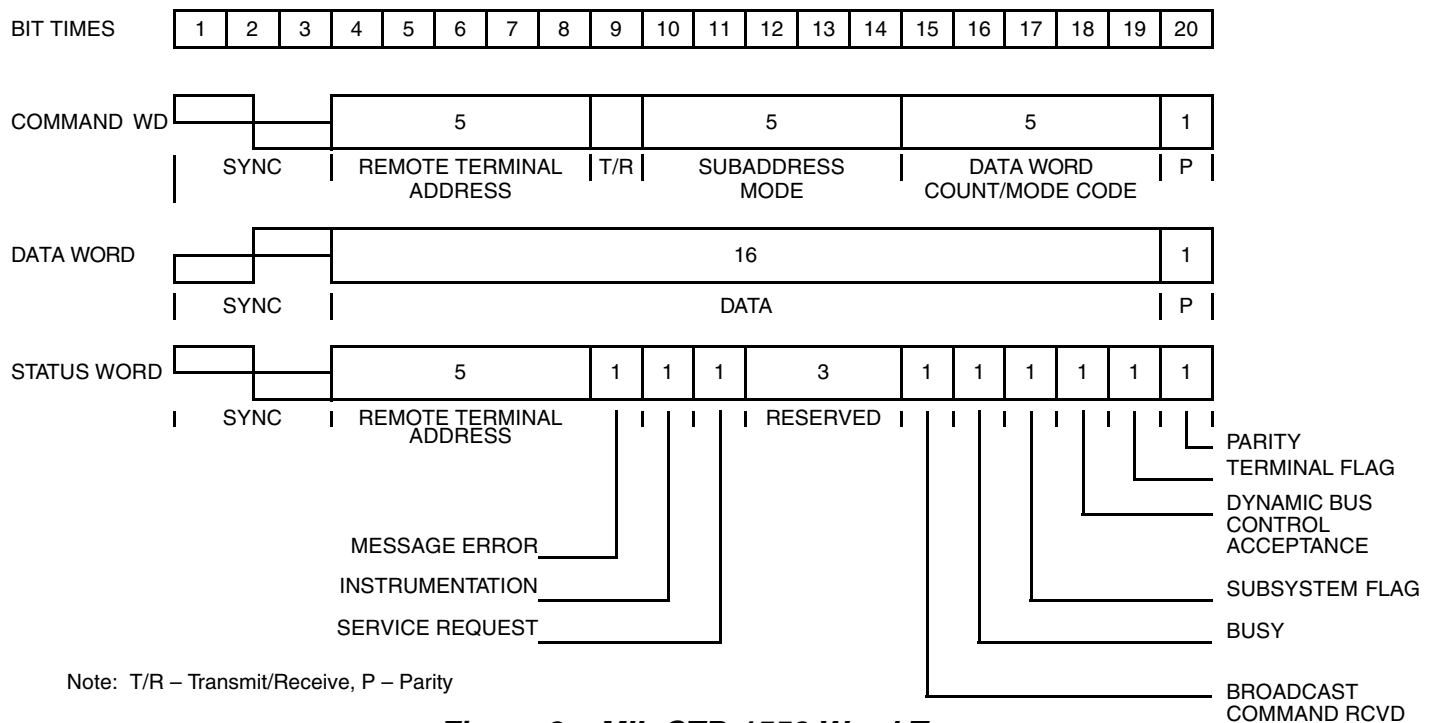 BIT TIMES 1 2 3 4 5 6 7 8 9 10 11 12 13 14 15 16 17 18 19 20
COMMAND WD 5 5 5 1
SYNC REMOTE TERMINAL ADDRESS T/R SUBADDRESS MODE DATA WORD COUNT/MODE CODE P
DATA WORD 16 1
SYNC DATA P
STATUS WORD 5 1 1 1 3 1 1 1 1 1 1
SYNC REMOTE TERMINAL ADDRESS RESERVED
PARITY
TERMINAL FLAG
DYNAMIC BUS
CONTROL
ACCEPTANCE
MESSAGE ERROR
INSTRUMENTATION
SUBSYSTEM FLAG
SERVICE REQUEST
BUSY
Note: T/R – Transmit/Receive, P – Parity
BROADCAST
COMMAND RCVD